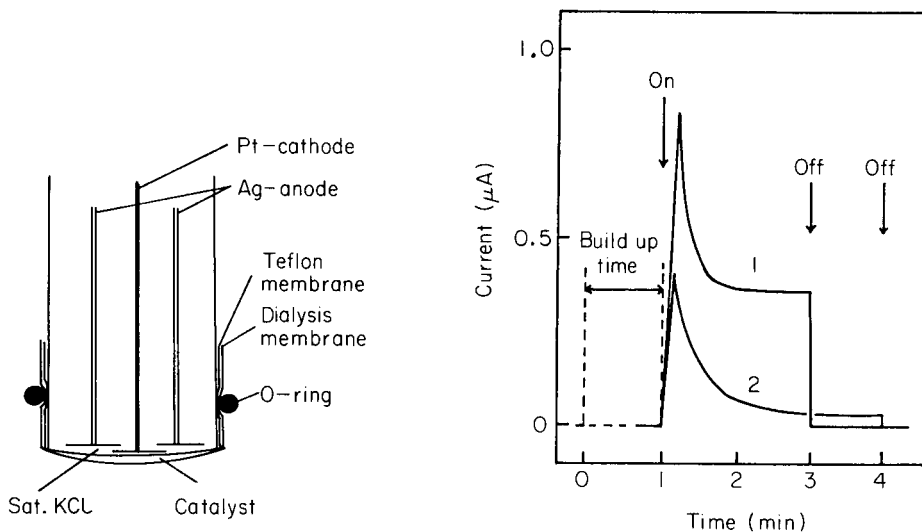 Pt-cathode
Ag-anode
Teflon
membrane
Dialysis
membrane
O-ring
Sat. KCL
Catalyst
1.0
On
Off
Off
Current (μA)
Build up
time
0.5
1
2
0
0
1
2
3
4
Time (min)